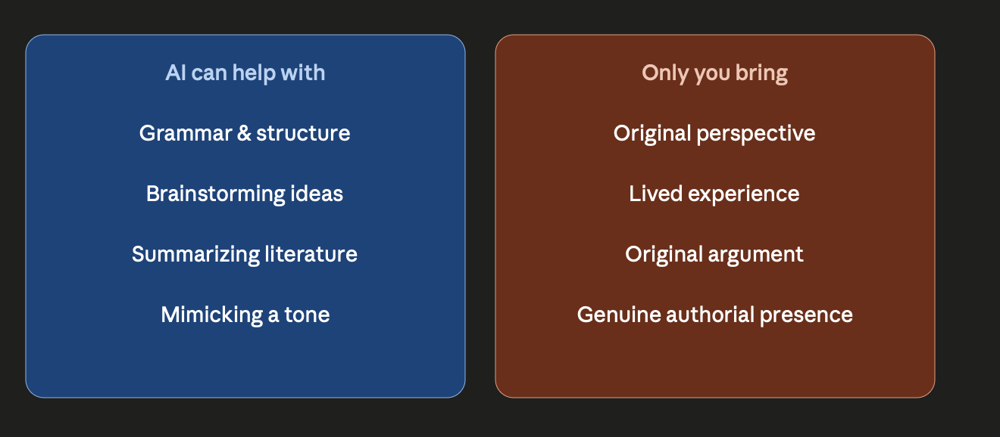 AI can help with
Grammar & structure
Brainstorming ideas
Summarizing literature
Mimicking a tone
Only you bring
Original perspective
Lived experience
Original argument
Genuine authorial presence